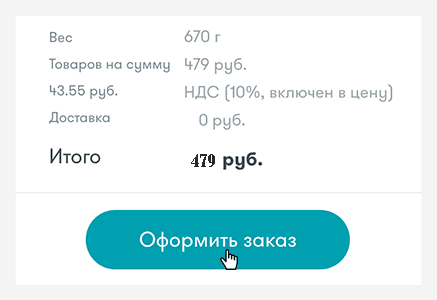 Вес 670 г
Товаров на сумму 479 руб.
43.55 руб. НДС (10%, включен в цену)
Доставка 0 руб.
Итого 479 руб.
Оформить заказ